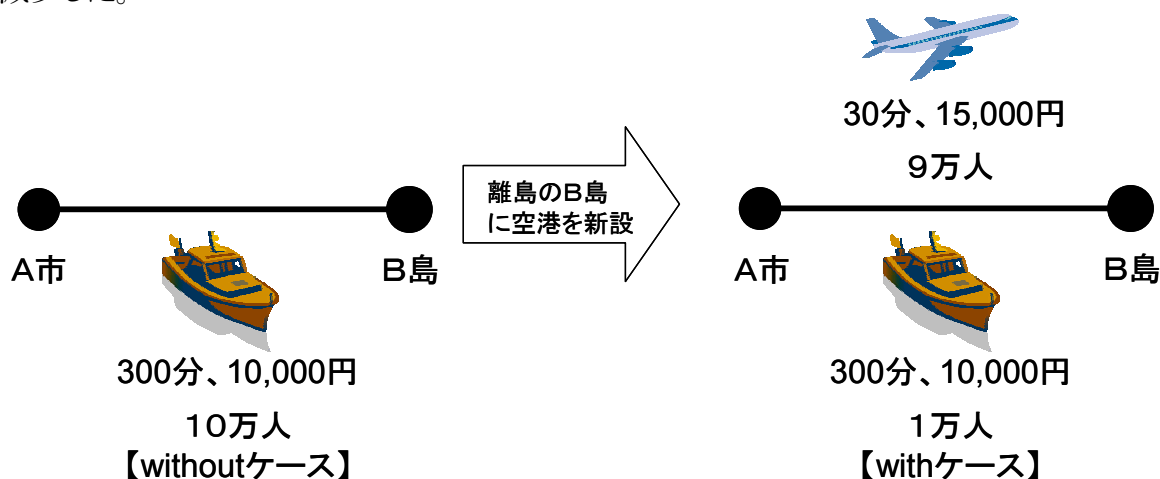 30分、15,000円
9万人
離島のB島
に空港を新設
A市
B島
A市
B島
300分、10,000円
300分、10,000円
10万人
1万人
【withoutケース】
【withケース】